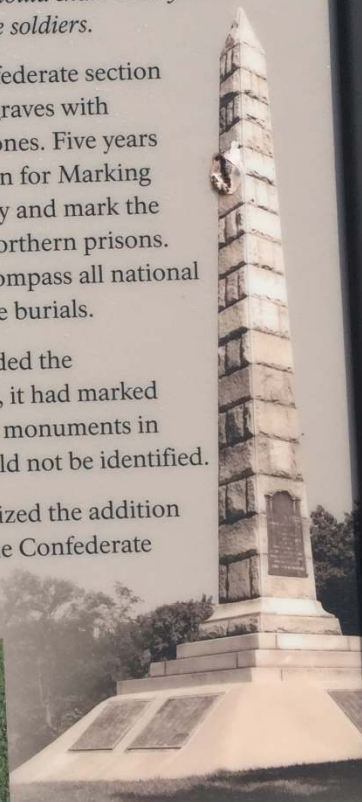 e soldiers.
federate section
graves with
ones. Five years
n for Marking
y and mark the
orthern prisons.
ompass all national
e burials.
ded the
, it had marked
monuments in
ld not be identified.
ized the addition
e Confederate